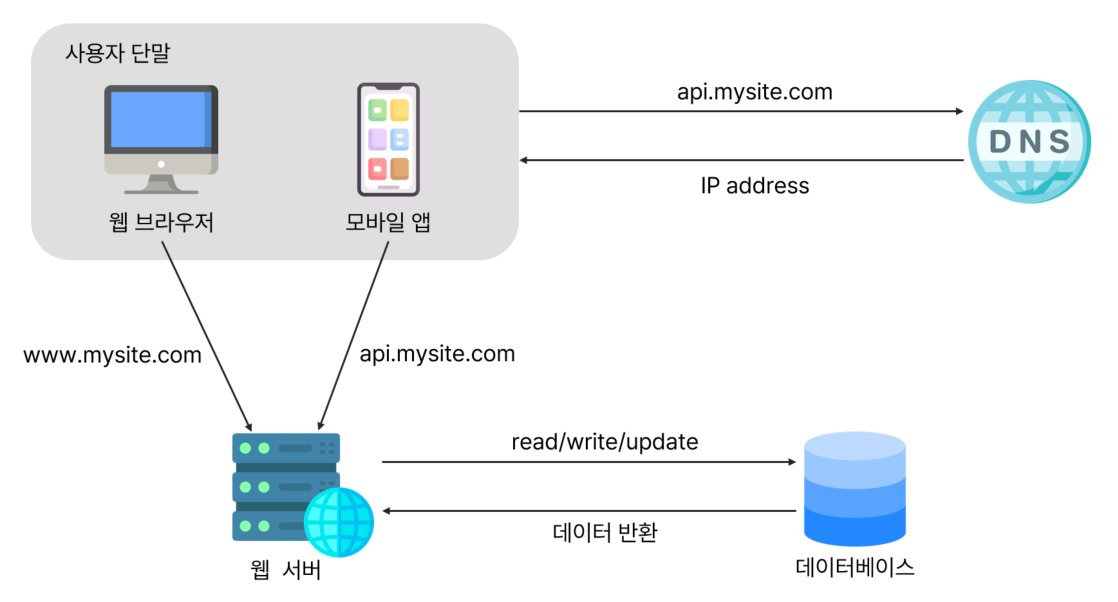 사용자 단말
api.mysite.com
DNS
IP address
웹 브라우저
모바일 앱
www.mysite.com
api.mysite.com
read/write/update
데이터 반환
웹 서버
데이터베이스